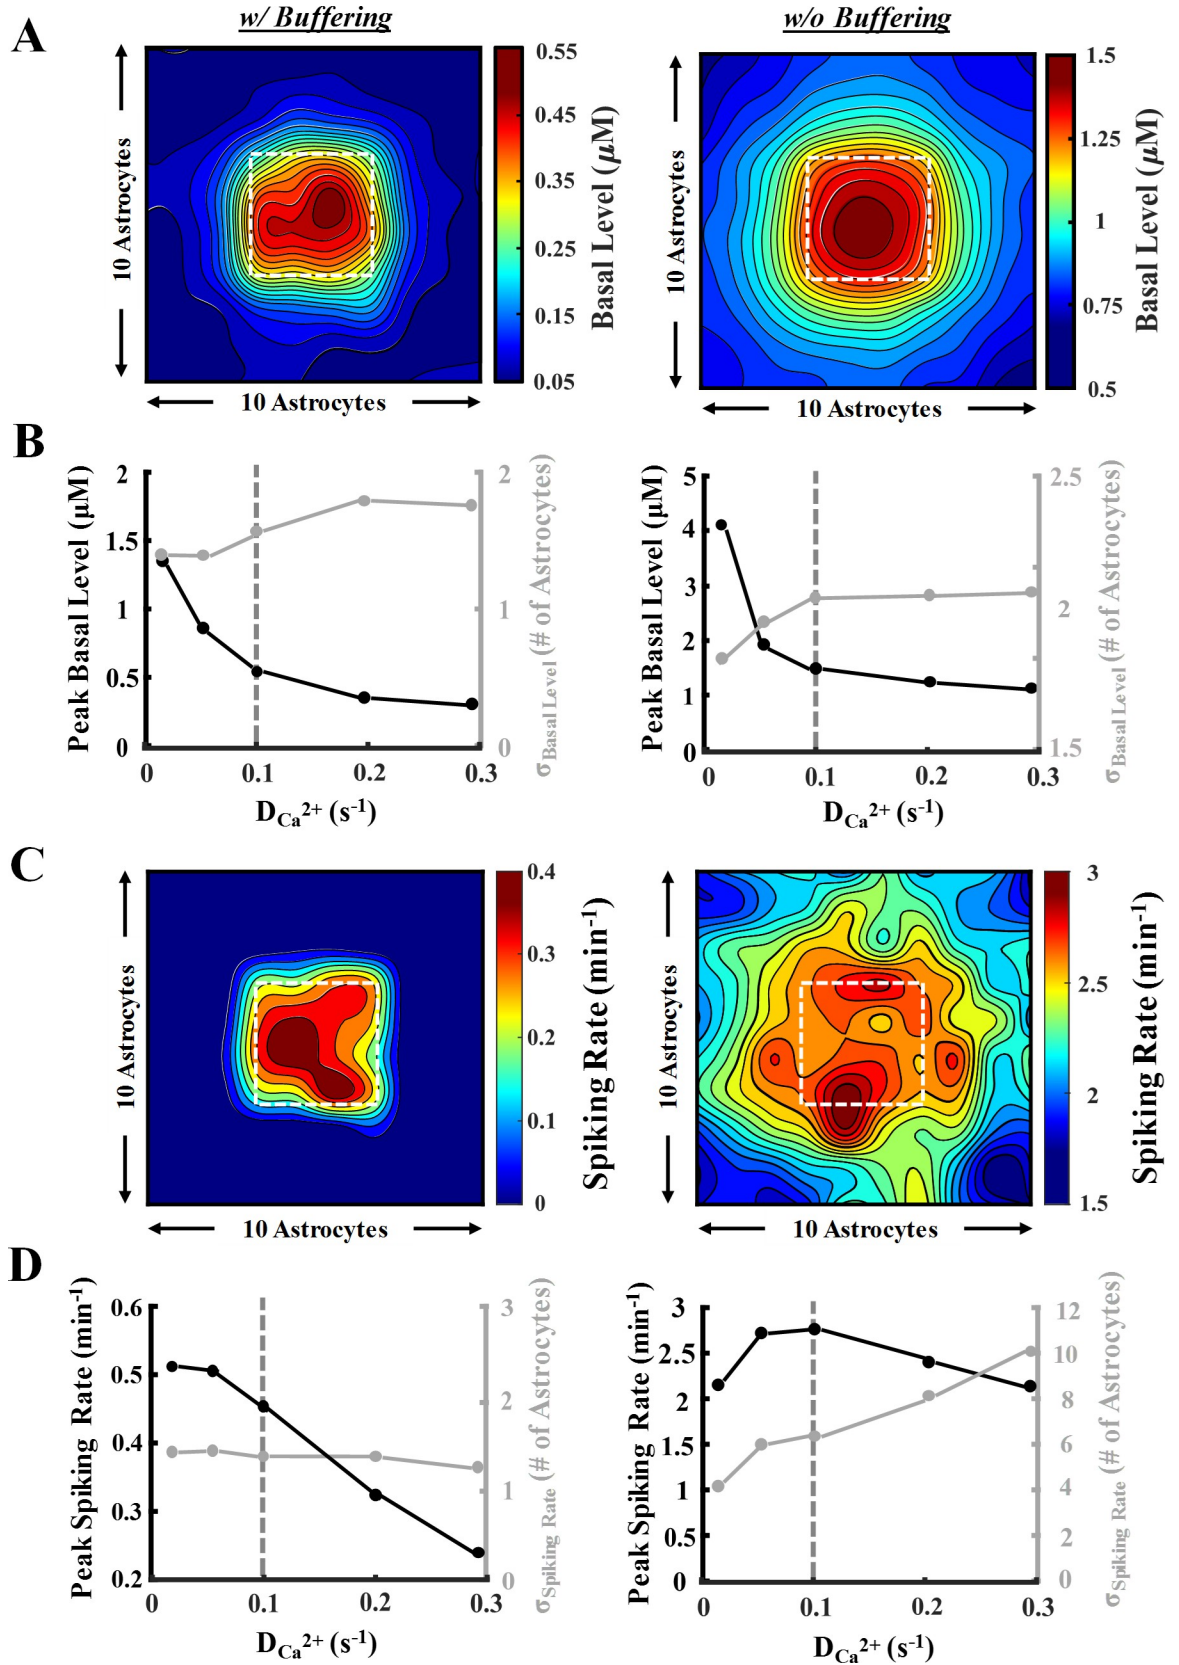 A
w/ Buffering
w/o Buffering
10 Astrocytes
10 Astrocytes
0.55
0.45
0.35
0.25
0.15
0.05
Basal Level (μM)
10 Astrocytes
10 Astrocytes
1.5
1.25
1
0.75
0.5
Basal Level (μM)
B
Peak Basal Level (μM)
2
1.5
1
0.5
0
2
1
0
σBasal Level (# of Astrocytes)
0 0.1 0.2 0.3
DCa2+ (s-1)
Peak Basal Level (μM)
5
4
3
2
1
0
2.5
2
1.5
σBasal Level (# of Astrocytes)
0 0.1 0.2 0.3
DCa2+ (s-1)
C
10 Astrocytes
10 Astrocytes
0.4
0.3
0.2
0.1
0
Spiking Rate (min-1)
10 Astrocytes
10 Astrocytes
3
2.5
2
1.5
Spiking Rate (min-1)
D
Peak Spiking Rate (min-1)
0.6
0.5
0.4
0.3
0.2
3
2
1
0
σSpiking Rate (# of Astrocytes)
0 0.1 0.2 0.3
DCa2+ (s-1)
Peak Spiking Rate (min-1)
3
2.5
2
1.5
1
0.5
0
12
10
8
6
4
2
0
σSpiking Rate (# of Astrocytes)
0 0.1 0.2 0.3
DCa2+ (s-1)